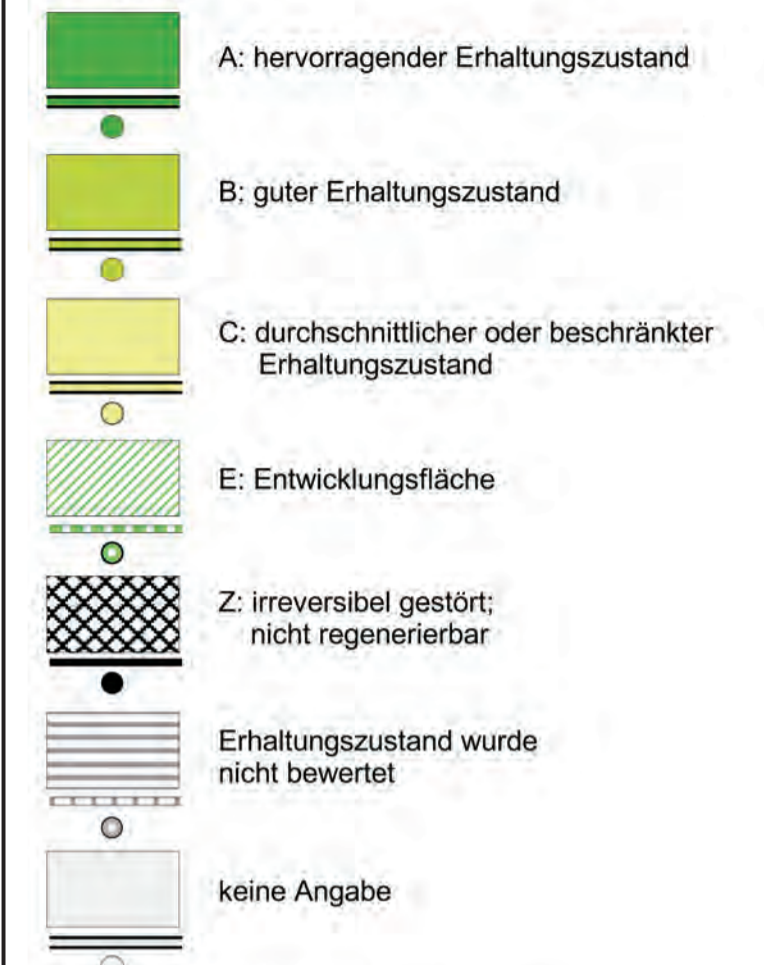 A: hervorragender Erhaltungszustand
B: guter Erhaltungszustand
C: durchschnittlicher oder beschränkter
Erhaltungszustand
E: Entwicklungsfläche
Z: irreversibel gestört;
nicht regenerierbar
Erhaltungszustand wurde
nicht bewertet
keine Angabe